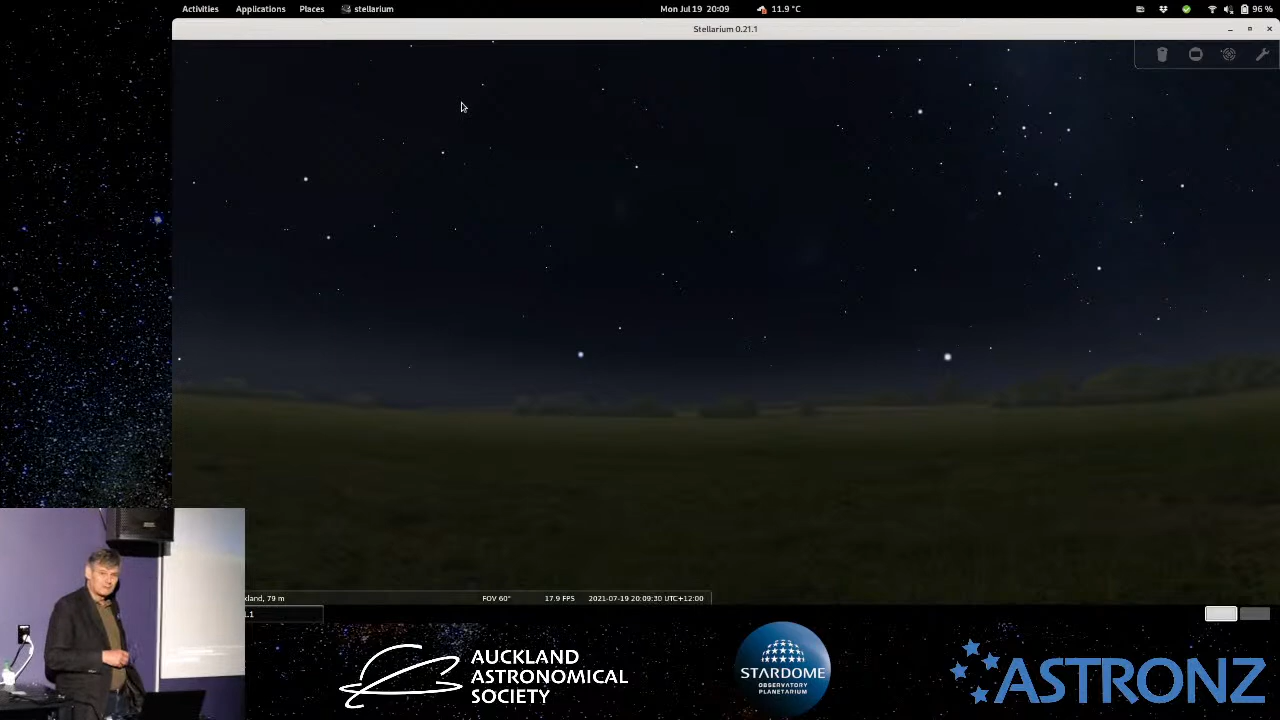 Activities Applications Places stellarium Mon Jul 19 20:09 11.9 °C 96 %
Stellarium 0.21.1
land, 79 m FOV 60° 17.9 FPS 2021-07-19 20:09:30 UTC+12:00
.1
AUCKLAND
ASTRONOMICAL
SOCIETY
STARDOME
OBSERVATORY
PLANETARIUM
ASTRONZ